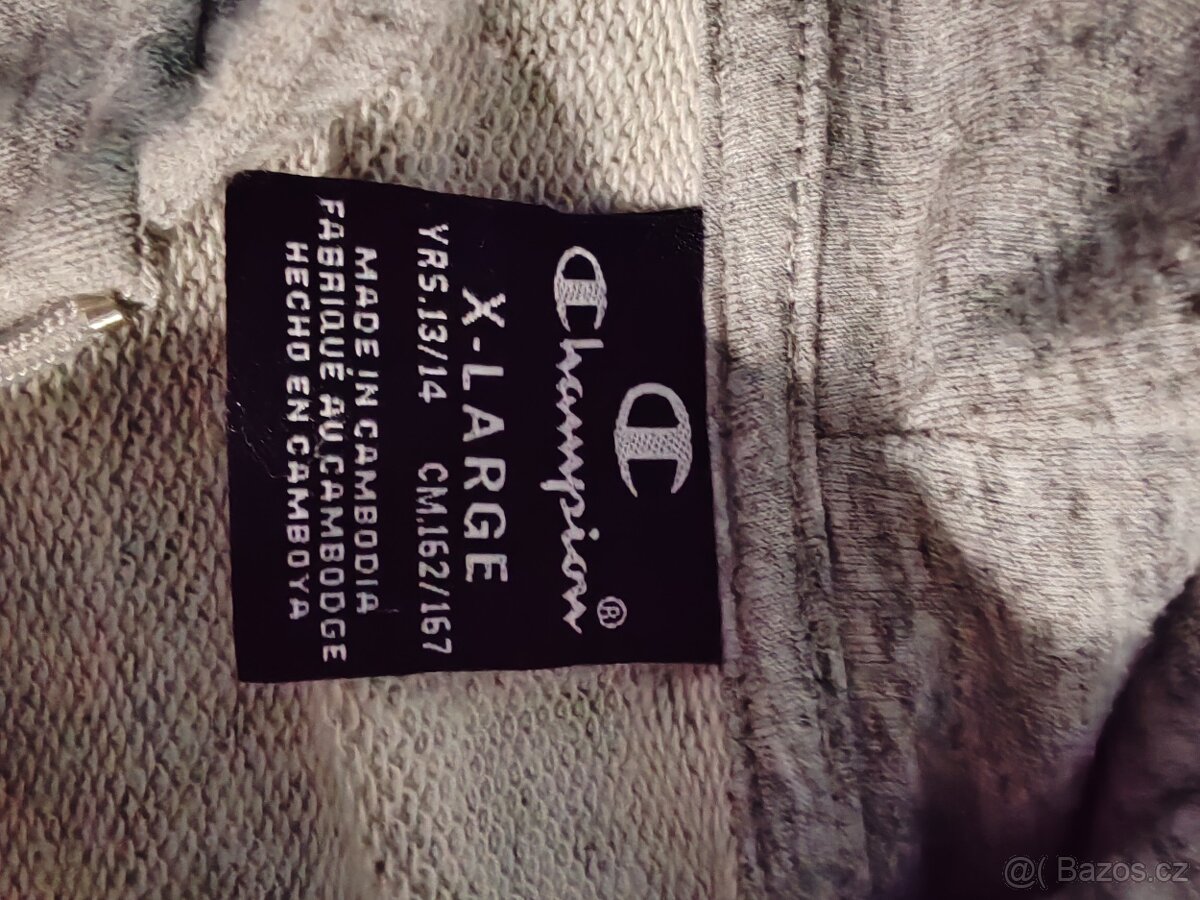 Champion®
X-LARGE
YRS.13/14 CM.162/167
MADE IN CAMBODIA
FABRIQUÉ AU CAMBODGE
HECHO EN CAMBOYA
@( Bazos.cz